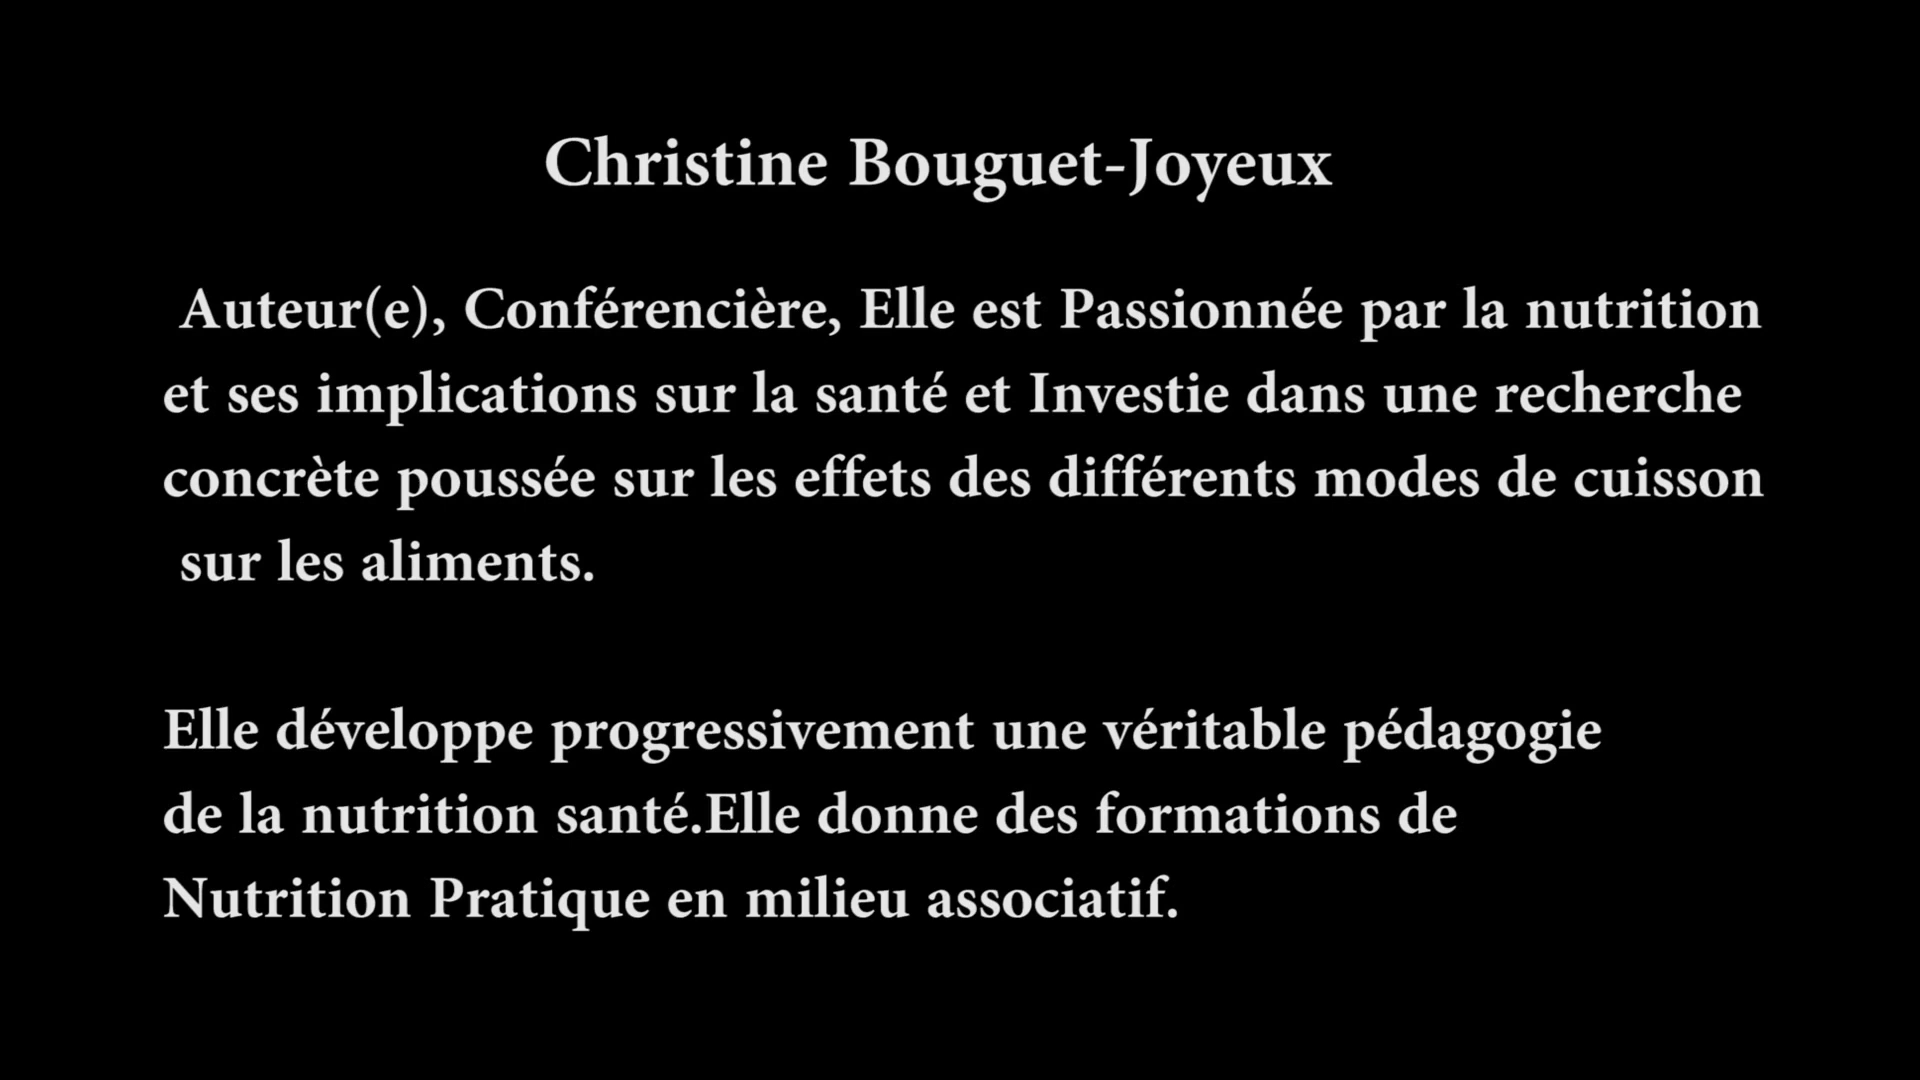 Christine Bouguet-Joyeux
Auteur(e), Conférencière, Elle est Passionnée par la nutrition
et ses implications sur la santé et Investie dans une recherche
concrète poussée sur les effets des différents modes de cuisson
sur les aliments.
Elle développe progressivement une véritable pédagogie
de la nutrition santé.Elle donne des formations de
Nutrition Pratique en milieu associatif.